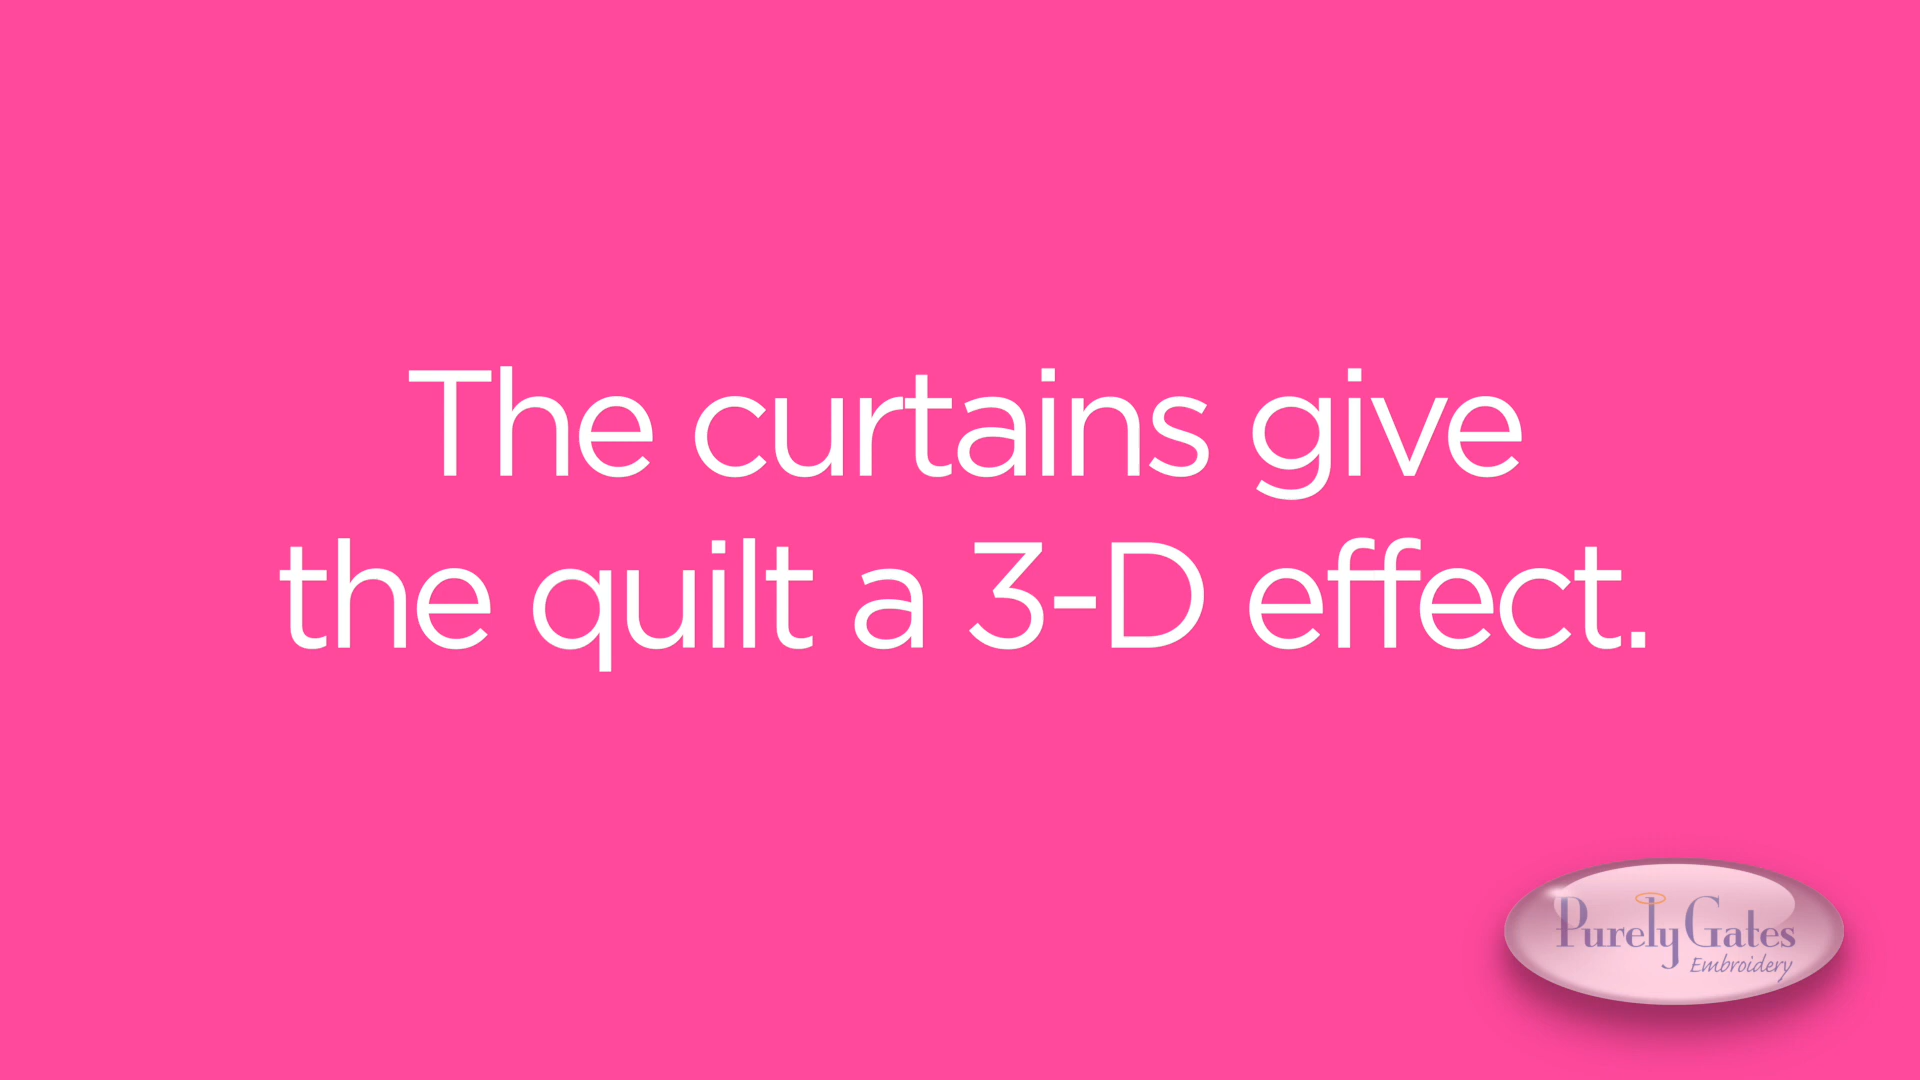 The curtains give
the quilt a 3-D effect.
Purely Gates
Embroidery